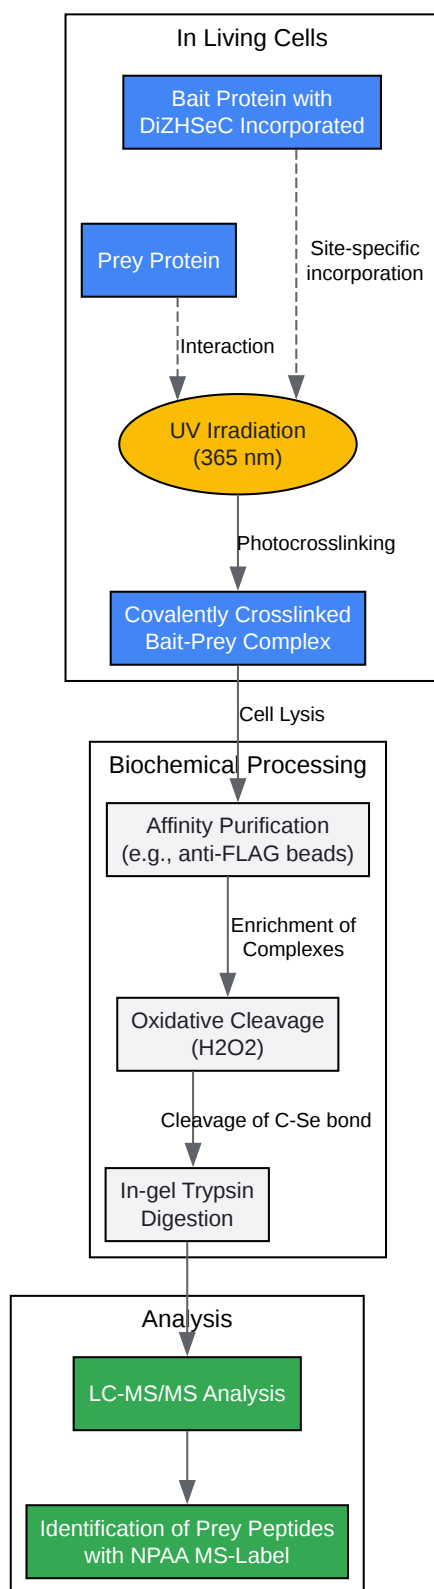 In Living Cells
Bait Protein with
DiZHSeC Incorporated
Prey Protein
Site-specific
incorporation
Interaction
UV Irradiation
(365 nm)
Photocrosslinking
Covalently Crosslinked
Bait-Prey Complex
Cell Lysis
Biochemical Processing
Affinity Purification
(e.g., anti-FLAG beads)
Enrichment of
Complexes
Oxidative Cleavage
(H2O2)
Cleavage of C-Se bond
In-gel Trypsin
Digestion
Analysis
LC-MS/MS Analysis
Identification of Prey Peptides
with NPAA MS-Label